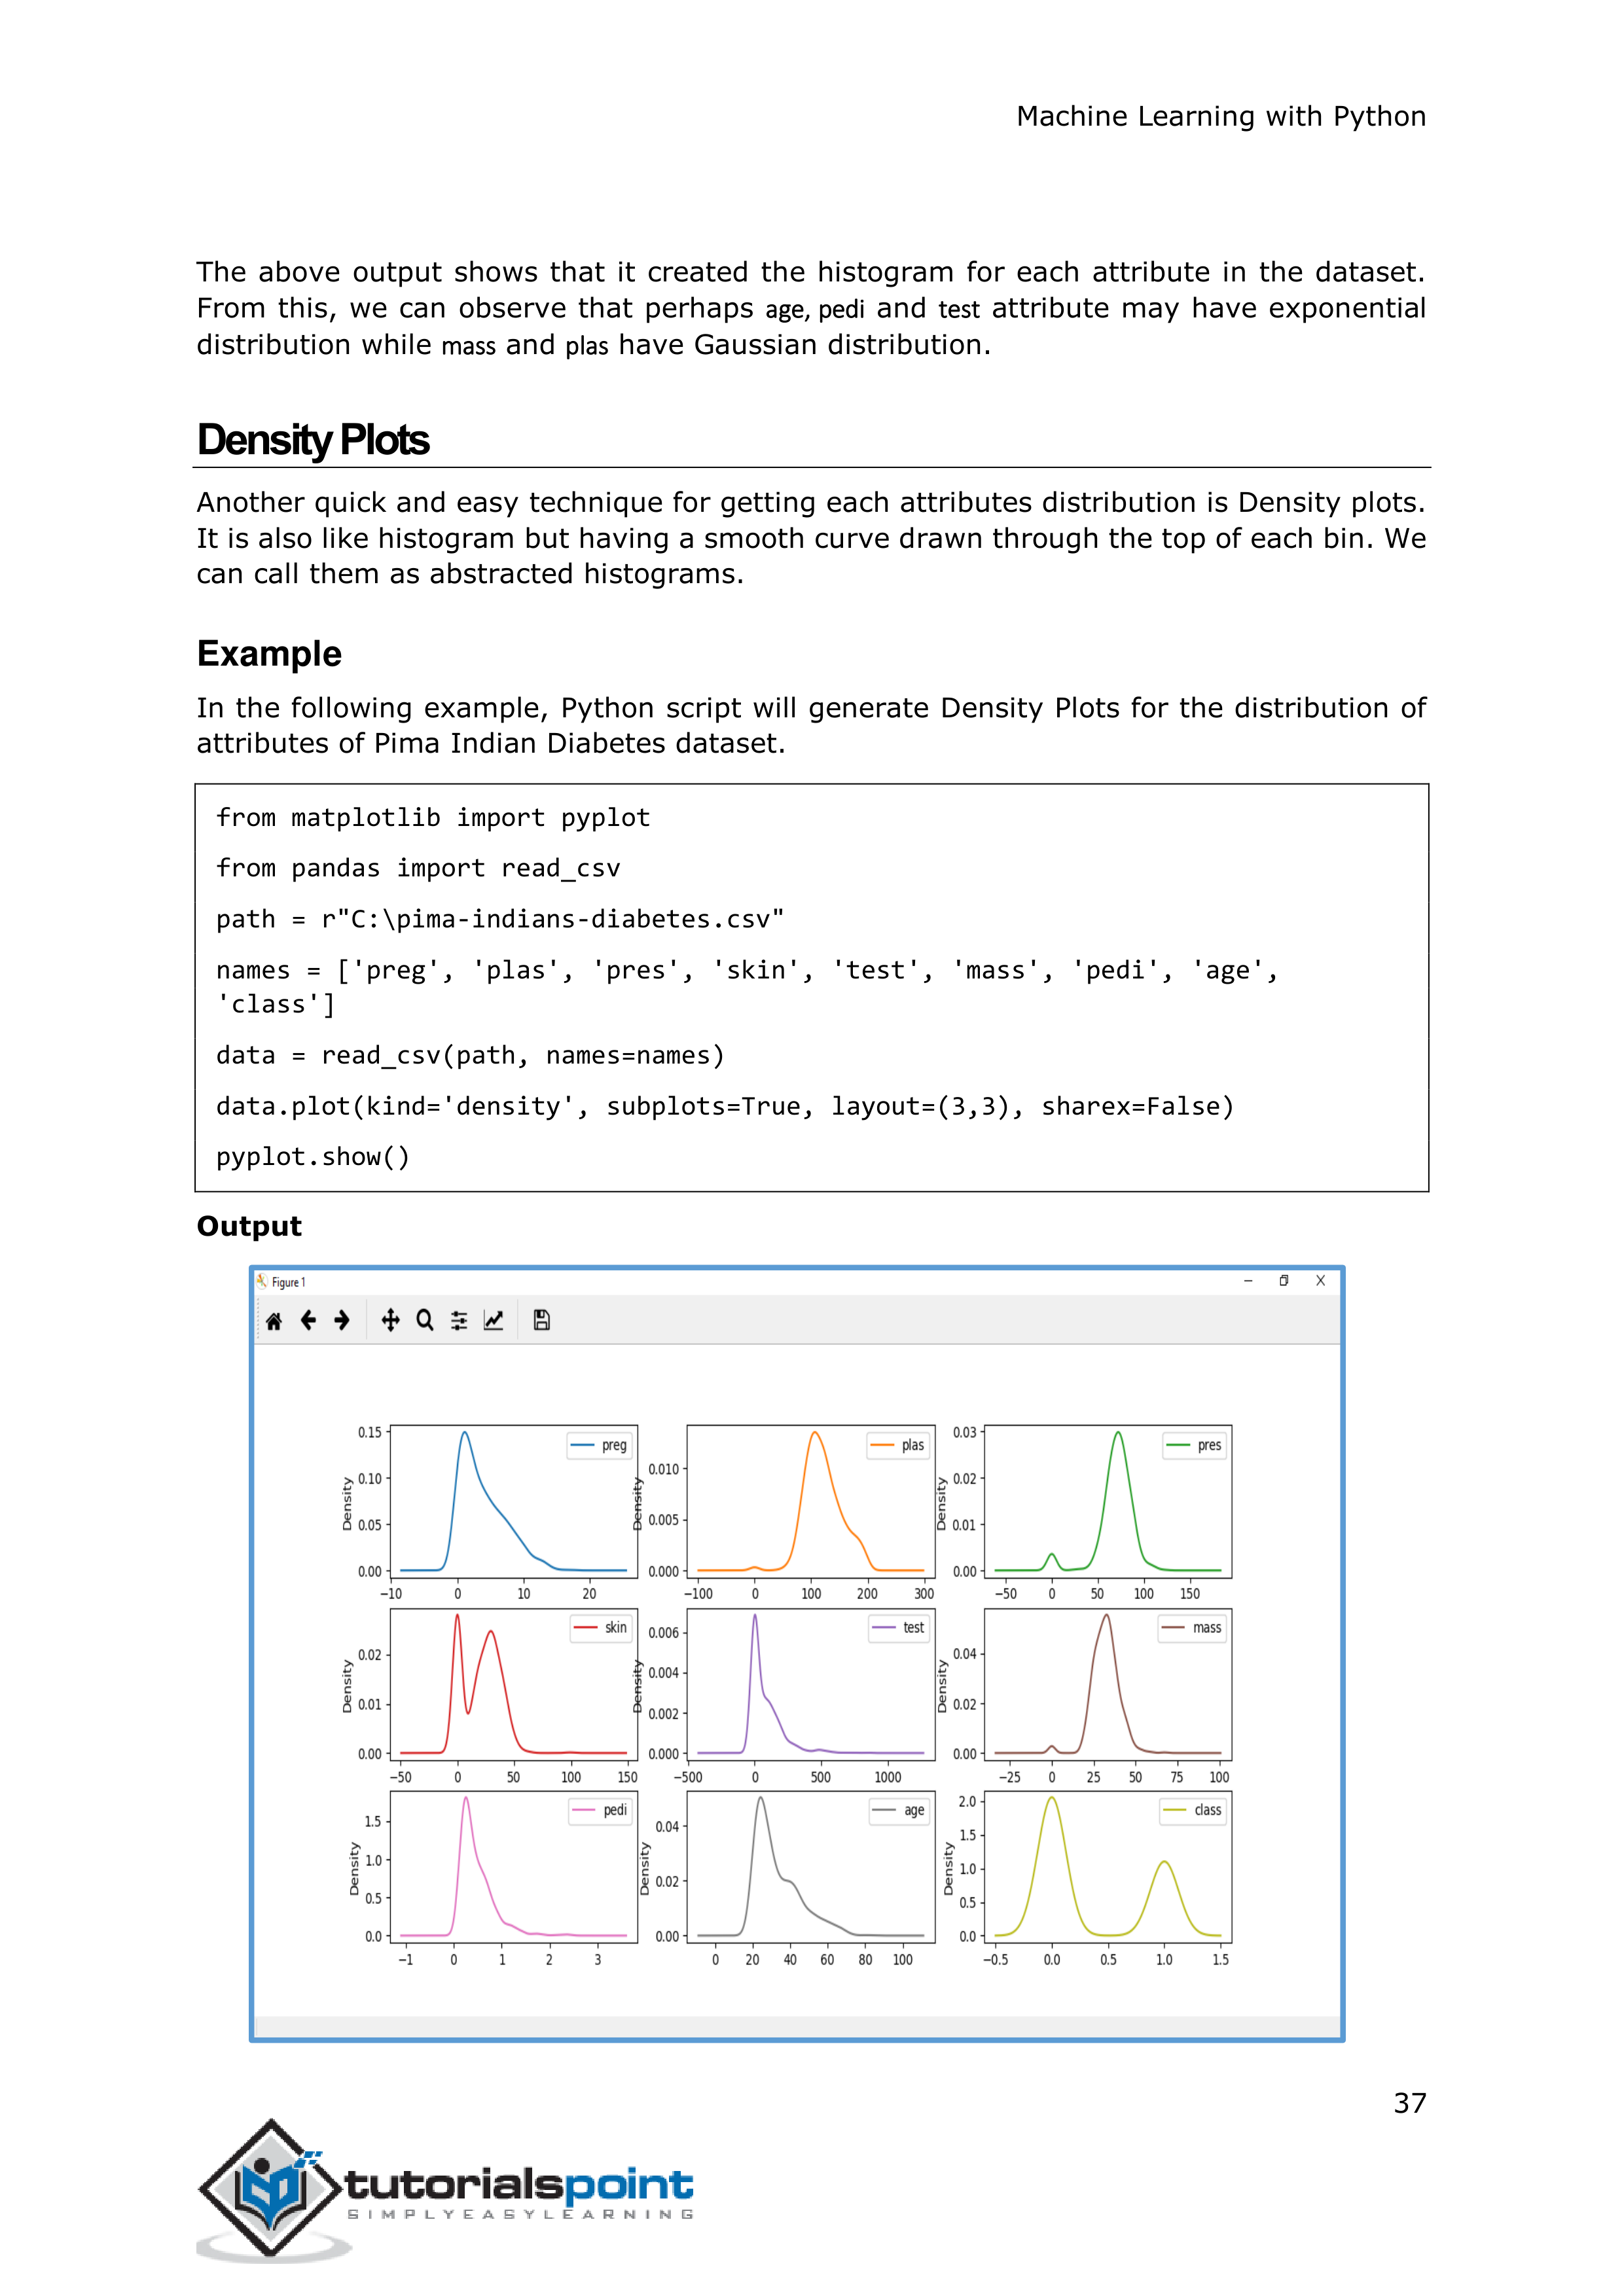 Machine Learning with Python
The above output shows that it created the histogram for each attribute in the dataset.
From this, we can observe that perhaps age, pedi and test attribute may have exponential
distribution while mass and plas have Gaussian distribution.
Density Plots
Another quick and easy technique for getting each attributes distribution is Density plots.
It is also like histogram but having a smooth curve drawn through the top of each bin. We
can call them as abstracted histograms.
Example
In the following example, Python script will generate Density Plots for the distribution of
attributes of Pima Indian Diabetes dataset.
from matplotlib import pyplot
from pandas import read_csv
path = r"C:\pima-indians-diabetes.csv"
names = ['preg', 'plas', 'pres', 'skin', 'test', 'mass', 'pedi', 'age',
'class']
data = read_csv(path, names=names)
data.plot(kind='density', subplots=True, layout=(3,3), sharex=False)
pyplot.show()
Output
Figure 1
preg
Density
0.15
0.10
0.05
0.00
−10 0 10 20
plas
Density
0.010
0.005
0.000
−100 0 100 200 300
pres
Density
0.03
0.02
0.01
0.00
−50 0 50 100 150
skin
Density
0.02
0.01
0.00
−50 0 50 100 150
test
Density
0.006
0.004
0.002
0.000
−500 0 500 1000
mass
Density
0.04
0.02
0.00
−25 0 25 50 75 100
pedi
Density
1.5
1.0
0.5
0.0
−1 0 1 2 3
age
Density
0.04
0.02
0.00
0 20 40 60 80 100
class
Density
2.0
1.5
1.0
0.5
0.0
−0.5 0.0 0.5 1.0 1.5
37
tutorialspoint
SIMPLYEASYLEARNING